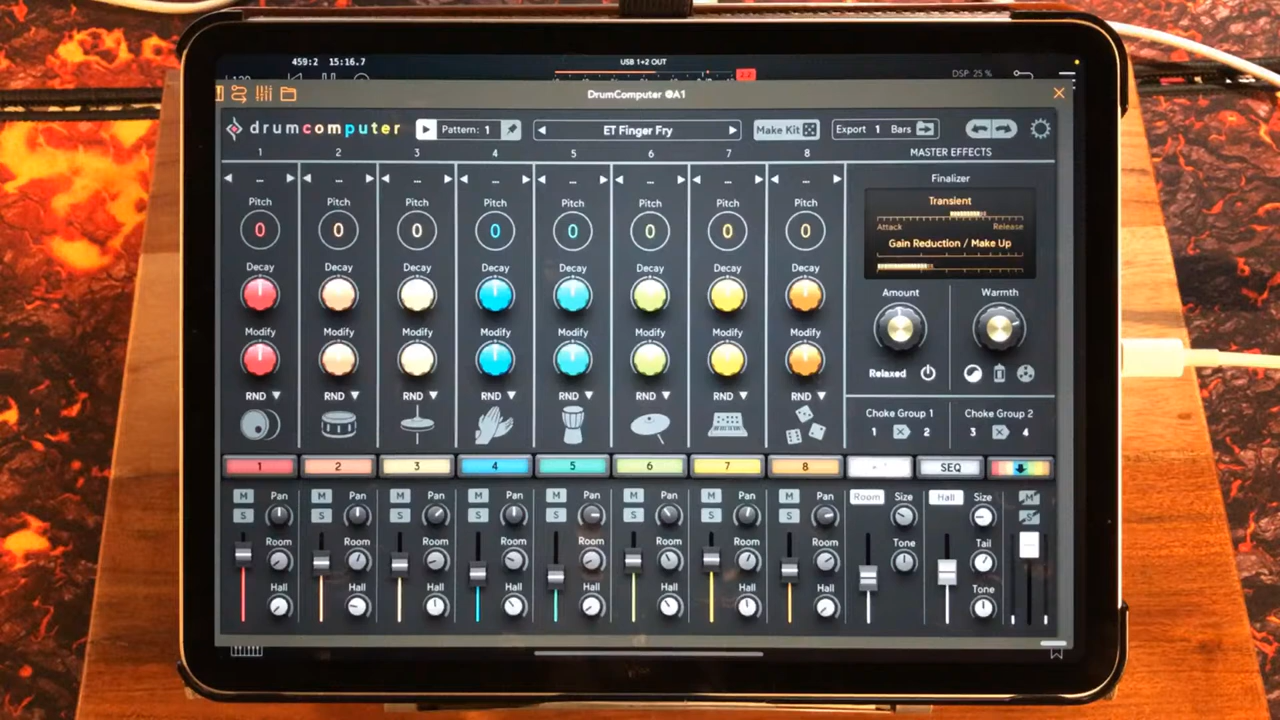 459:2 15:16.7
USB 1+2 OUT
120
2.2
DSP: 25 %
DrumComputer @A1
drumcomputer
Pattern: 1
ET Finger Fry
Make Kit
Export 1 Bars
1 2 3 4 5 6 7 8 MASTER EFFECTS
... ... ... ... ... ... ... ...
Finalizer
Pitch Pitch Pitch Pitch Pitch Pitch Pitch Pitch
0 0 0 0 0 0 0 0
Transient
Attack Release
Gain Reduction / Make Up
Decay Decay Decay Decay Decay Decay Decay Decay
Amount Warmth
Modify Modify Modify Modify Modify Modify Modify Modify
Relaxed
RND RND RND RND RND RND RND RND
Choke Group 1 Choke Group 2
1 2 3 4
1 2 3 4 5 6 7 8 SEQ
M Pan M Pan M Pan M Pan M Pan M Pan M Pan M Pan Room Size Hall Size M
S S S S S S S S S
Room Room Room Room Room Room Room Room Tone Tail
Hall Hall Hall Hall Hall Hall Hall Hall Tone